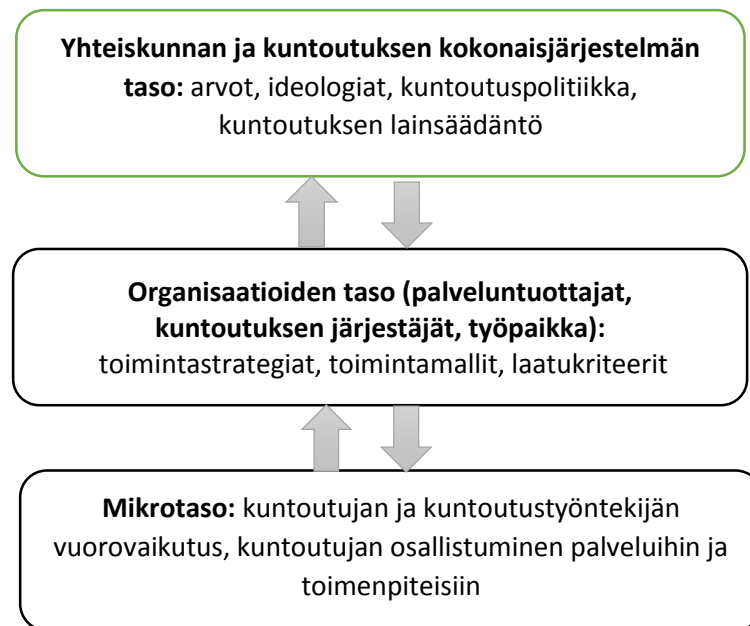 Yhteiskunnan ja kuntoutuksen kokonaisjärjestelmän
taso: arvot, ideologiat, kuntoutuspolitiikka,
kuntoutuksen lainsäädäntö
Organisaatioiden taso (palveluntuottajat,
kuntoutuksen järjestäjät, työpaikka):
toimintastrategiat, toimintamallit, laatukriteerit
Mikrotaso: kuntoutujan ja kuntoutustyöntekijän
vuorovaikutus, kuntoutujan osallistuminen palveluihin ja
toimenpiteisiin